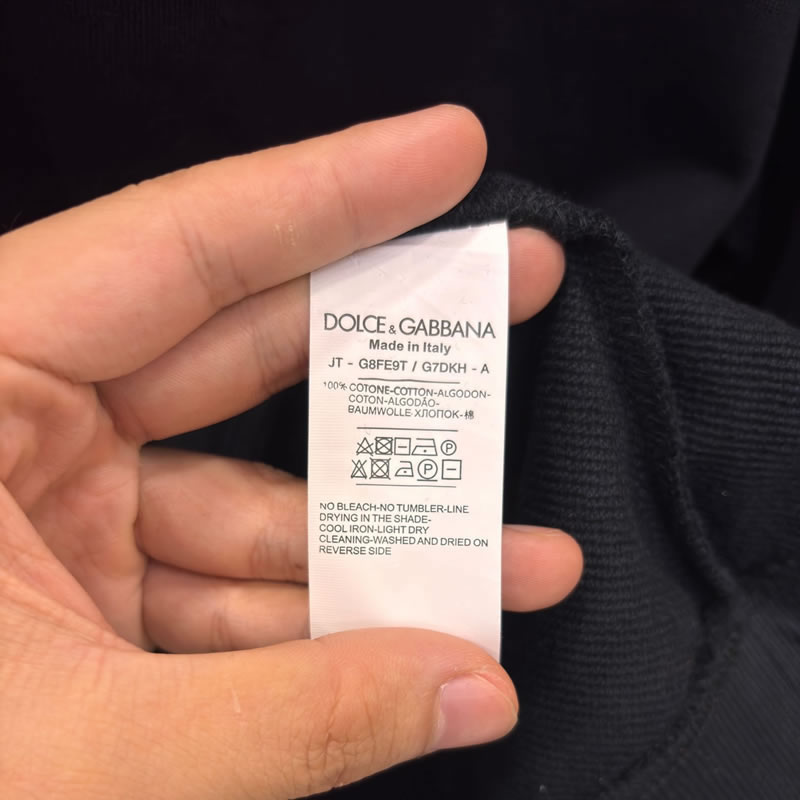 DOLCE & GABBANA
Made in Italy
JT - G8FE9T / G7DKH - A
100% COTONE-COTTON-ALGODON-
COTON-ALGODÃO-
BAUMWOLLE ХЛОПОК-棉
P
P
NO BLEACH-NO TUMBLER-LINE
DRYING IN THE SHADE-
COOL IRON-LIGHT DRY
CLEANING-WASHED AND DRIED ON
REVERSE SIDE